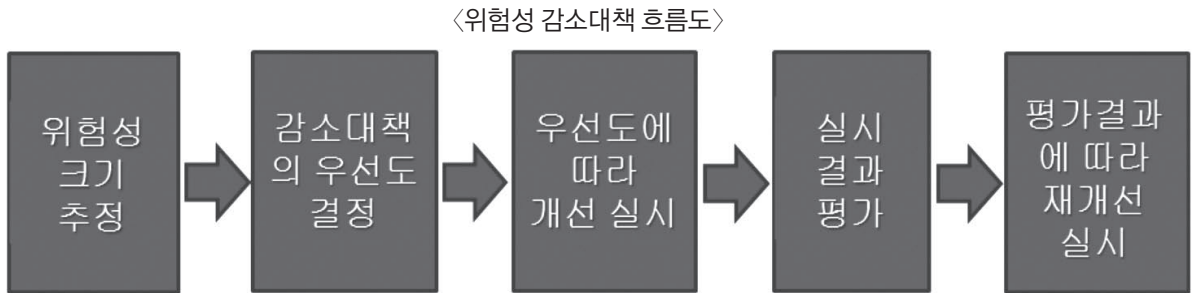 〈위험성 감소대책 흐름도〉
위험성
크기
추정
감소대책
의 우선도
결정
우선도에
따라
개선 실시
실시
결과
평가
평가결과
에 따라
재개선
실시